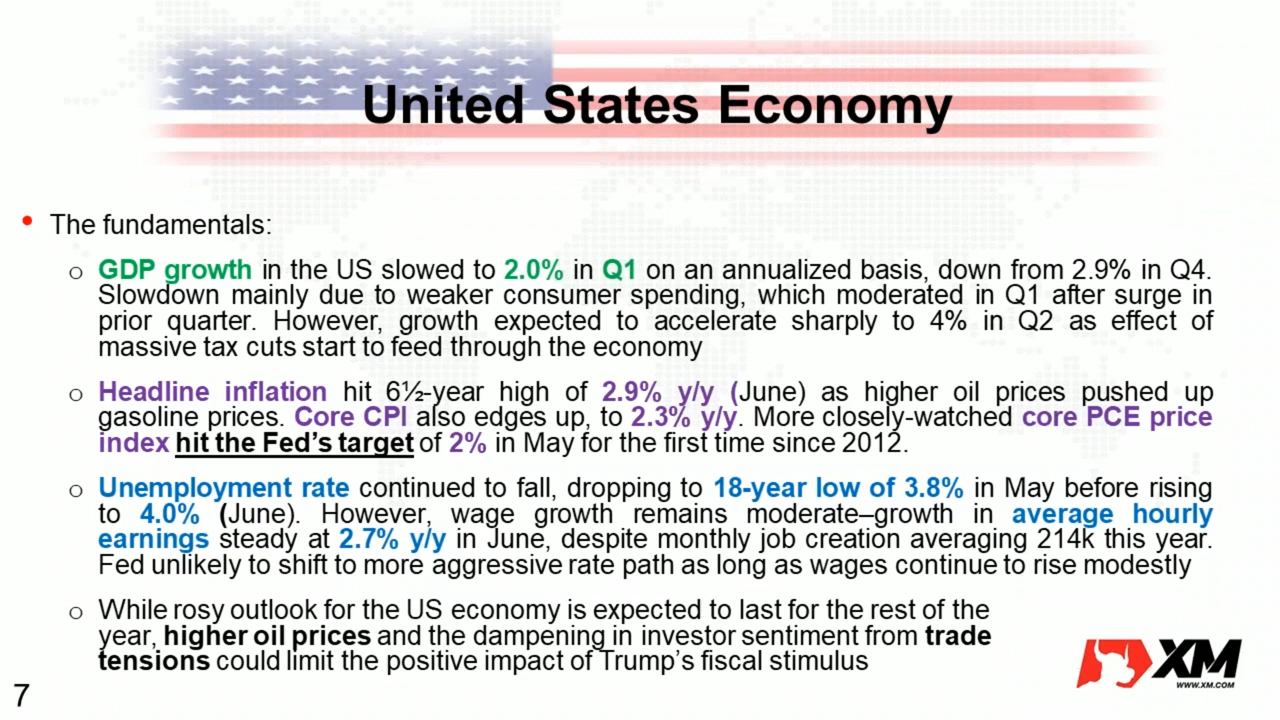 United States Economy
• The fundamentals:
o GDP growth in the US slowed to 2.0% in Q1 on an annualized basis, down from 2.9% in Q4.
Slowdown mainly due to weaker consumer spending, which moderated in Q1 after surge in
prior quarter. However, growth expected to accelerate sharply to 4% in Q2 as effect of
massive tax cuts start to feed through the economy
o Headline inflation hit 6½-year high of 2.9% y/y (June) as higher oil prices pushed up
gasoline prices. Core CPI also edges up, to 2.3% y/y. More closely-watched core PCE price
index hit the Fed’s target of 2% in May for the first time since 2012.
o Unemployment rate continued to fall, dropping to 18-year low of 3.8% in May before rising
to 4.0% (June). However, wage growth remains moderate–growth in average hourly
earnings steady at 2.7% y/y in June, despite monthly job creation averaging 214k this year.
Fed unlikely to shift to more aggressive rate path as long as wages continue to rise modestly
o While rosy outlook for the US economy is expected to last for the rest of the
year, higher oil prices and the dampening in investor sentiment from trade
tensions could limit the positive impact of Trump’s fiscal stimulus
XM
www.xm.com
7